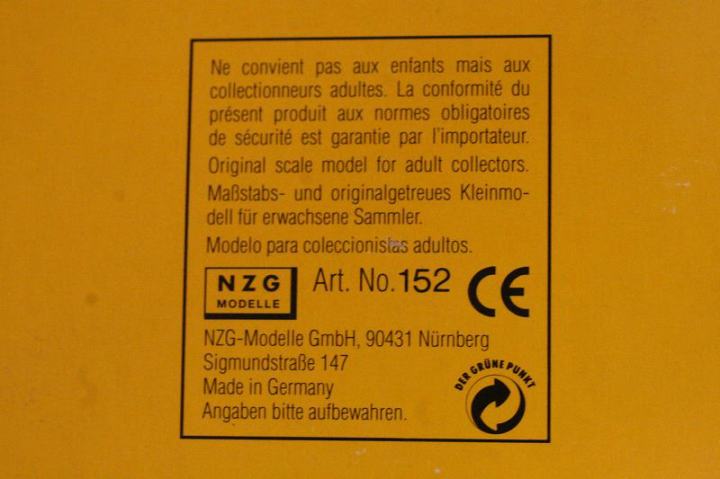 Ne convient pas aux enfants mais aux
collectionneurs adultes. La conformité du
présent produit aux normes obligatoires
de sécurité est garantie par l'importateur.
Original scale model for adult collectors.
Maßstabs- und originalgetreues Kleinmo-
dell für erwachsene Sammler.
Modelo para coleccionistas adultos.
NZG
MODELLE
Art. No. 152
CE
NZG-Modelle GmbH, 90431 Nürnberg
Sigmundstraße 147
Made in Germany
Angaben bitte aufbewahren.
DER GRÜNE PUNKT